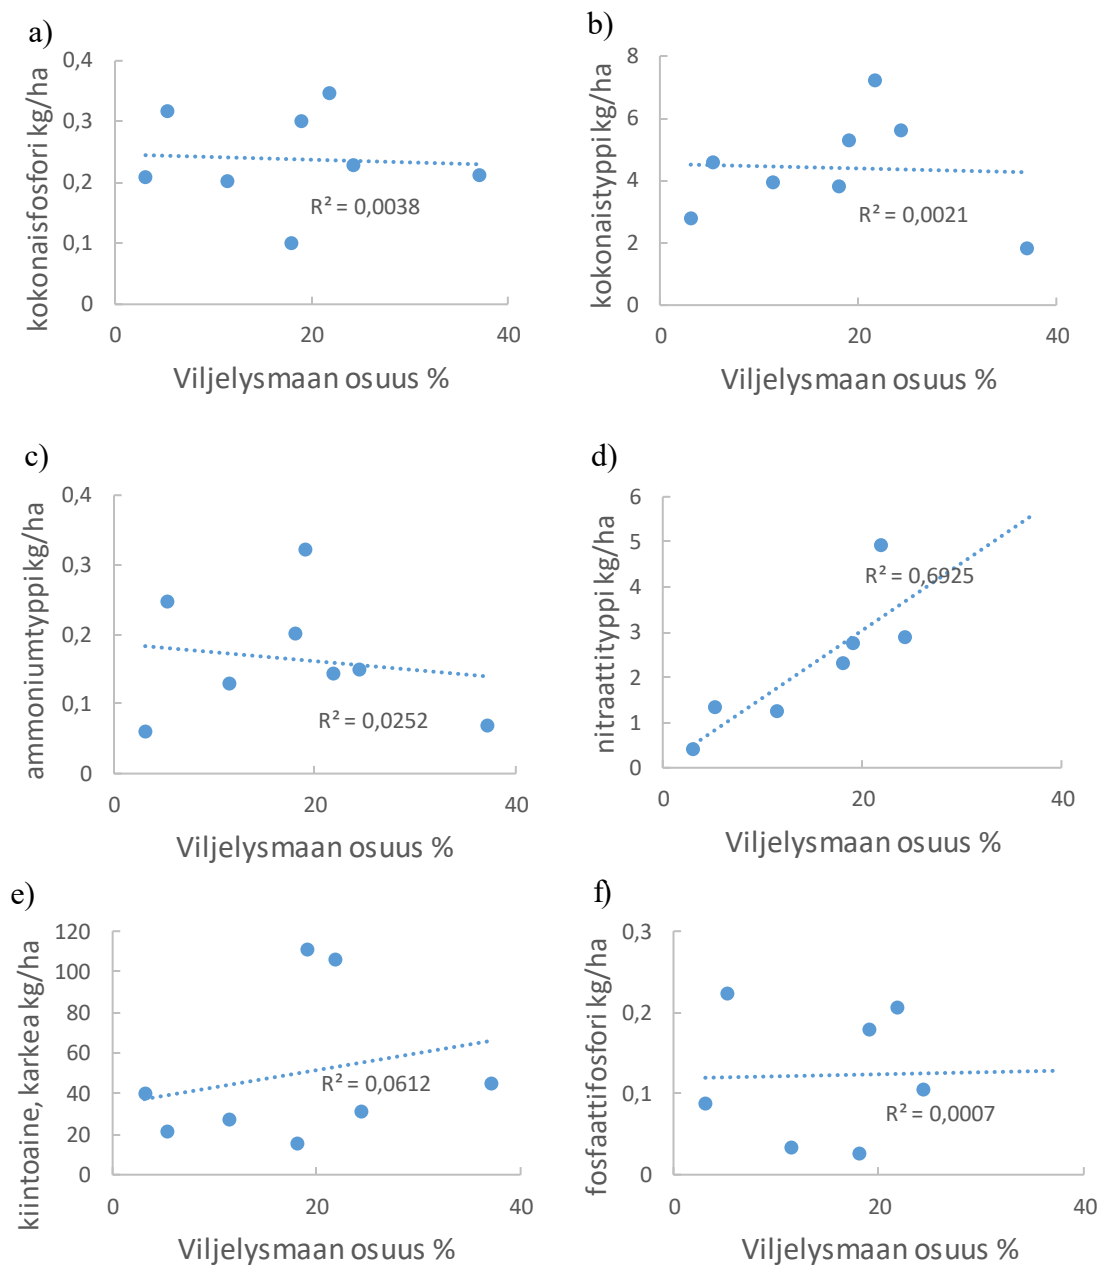 a)
kokonaisfosfori kg/ha
0,4
0,3
0,2
0,1
0
R² = 0,0038
0 20 40
Viljelysmaan osuus %
b)
kokonaistyppi kg/ha
8
6
4
2
0
R² = 0,0021
0 20 40
Viljelysmaan osuus %
c)
ammoniumtyppi kg/ha
0,4
0,3
0,2
0,1
0
R² = 0,0252
0 20 40
Viljelysmaan osuus %
d)
nitraattityppi kg/ha
6
5
4
3
2
1
0
R² = 0,6925
0 20 40
Viljelysmaan osuus %
e)
kiintoaine, karkea kg/ha
120
100
80
60
40
20
0
R² = 0,0612
0 20 40
Viljelysmaan osuus %
f)
fosfaattifosfori kg/ha
0,3
0,2
0,1
0
R² = 0,0007
0 20 40
Viljelysmaan osuus %